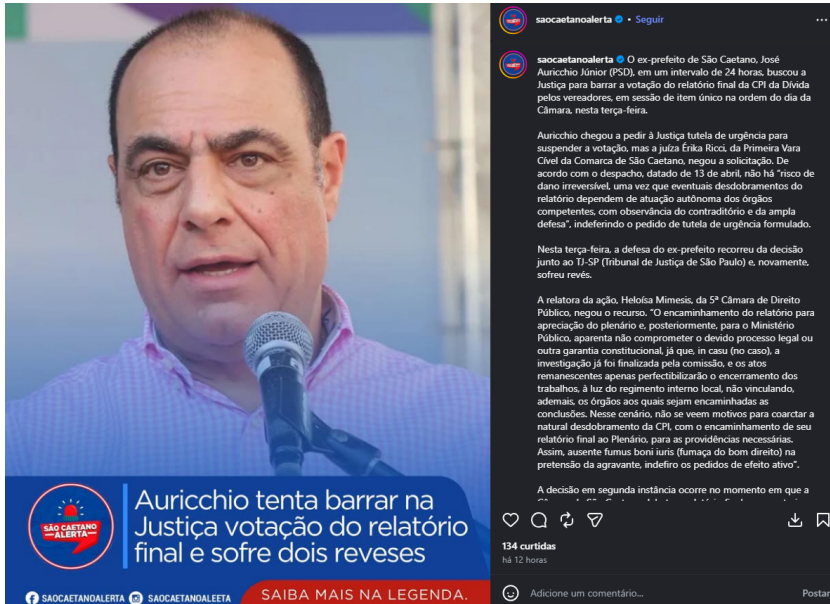 SÃO CAETANO
ALERTA
Auricchio tenta barrar na
Justiça votação do relatório
final e sofre dois reveses
SAOCAETANOALERTA SAOCAETANOALEETA
SAIBA MAIS NA LEGENDA.
saocaetanoalerta • Seguir
saocaetanoalerta O ex-prefeito de São Caetano, José
Auricchio Júnior (PSD), em um intervalo de 24 horas, buscou a
Justiça para barrar a votação do relatório final da CPI da Dívida
pelos vereadores, em sessão de item único na ordem do dia da
Câmara, nesta terça-feira.
Auricchio chegou a pedir à Justiça tutela de urgência para
suspender a votação, mas a juíza Érika Ricci, da Primeira Vara
Cível da Comarca de São Caetano, negou a solicitação. De
acordo com o despacho, datado de 13 de abril, não há “risco de
dano irreversível, uma vez que eventuais desdobramentos do
relatório dependem de atuação autônoma dos órgãos
competentes, com observância do contraditório e da ampla
defesa”, indeferindo o pedido de tutela de urgência formulado.
Nesta terça-feira, a defesa do ex-prefeito recorreu da decisão
junto ao TJ-SP (Tribunal de Justiça de São Paulo) e, novamente,
sofreu revés.
A relatora da ação, Heloísa Mimesis, da 5ª Câmara de Direito
Público, negou o recurso. “O encaminhamento do relatório para
apreciação do plenário e, posteriormente, para o Ministério
Público, aparenta não comprometer o devido processo legal ou
outra garantia constitucional, já que, in casu (no caso), a
investigação já foi finalizada pela comissão, e os atos
remanescentes apenas perfectibilizarão o encerramento dos
trabalhos, à luz do regimento interno local, não vinculando,
ademais, os órgãos aos quais sejam encaminhadas as
conclusões. Nesse cenário, não se veem motivos para coarctar a
natural desdobramento da CPI, com o encaminhamento de seu
relatório final ao Plenário, para as providências necessárias.
Assim, ausente fumus boni iuris (fumaça do bom direito) na
pretensão da agravante, indefiro os pedidos de efeito ativo”.
A decisão em segunda instância ocorre no momento em que a
134 curtidas
há 12 horas
Adicione um comentário...
Postar